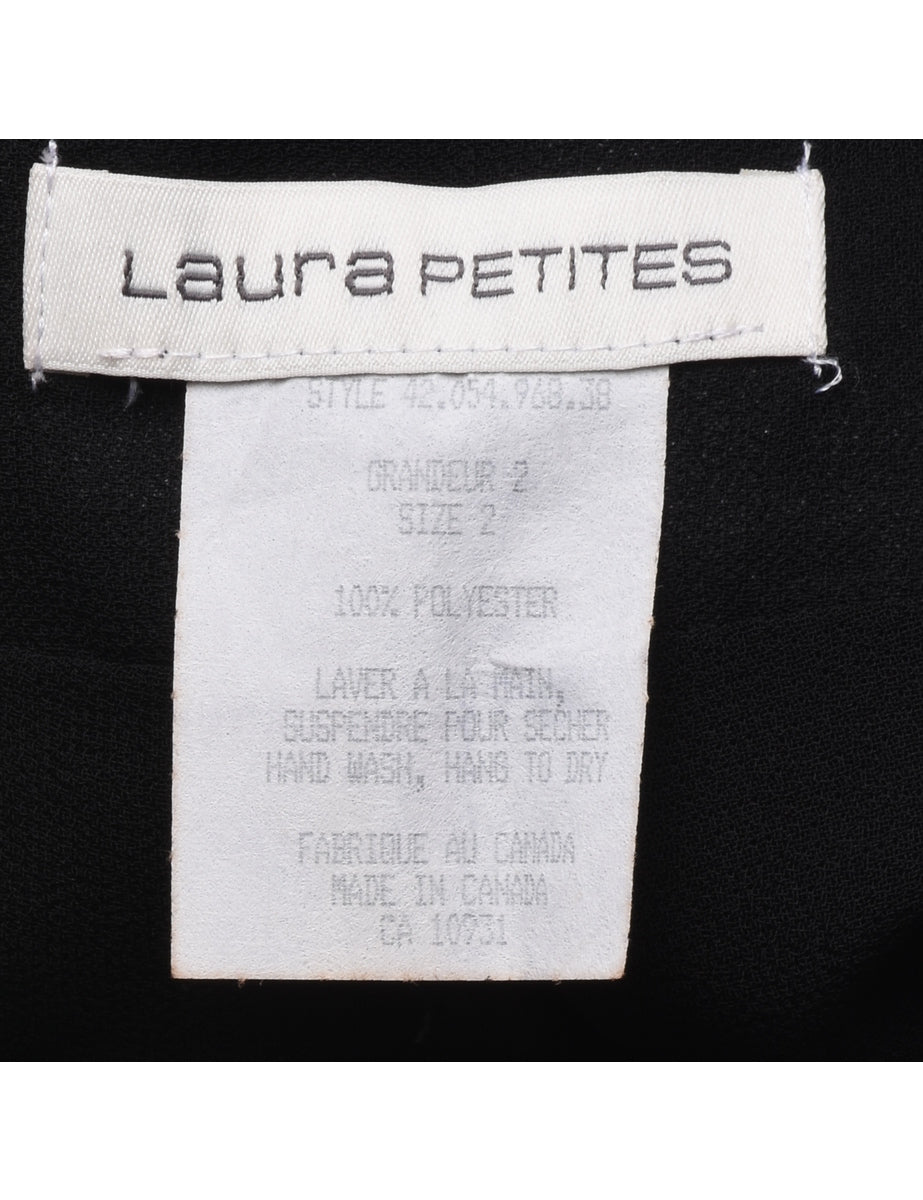 Laura PETITES
STYLE 42.054.968.38
GRANDEUR 2
SIZE 2
100% POLYESTER
LAVER A LA MAIN,
SUSPENDRE POUR SECHER
HAND WASH, HANG TO DRY
FABRIQUE AU CANADA
MADE IN CANADA
CA 10931